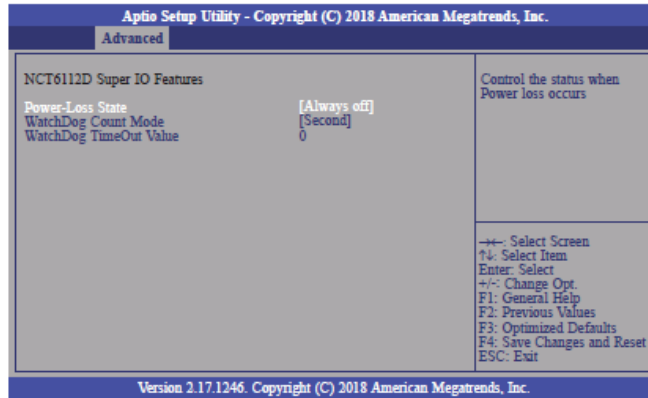 Aptio Setup Utility - Copyright (C) 2018 American Megatrends, Inc.
Advanced
NCT6112D Super IO Features
Power-Loss State [Always off]
WatchDog Count Mode [Second]
WatchDog TimeOut Value 0
Control the status when
Power loss occurs
→←: Select Screen
↑↓: Select Item
Enter: Select
+/-: Change Opt.
F1: General Help
F2: Previous Values
F3: Optimized Defaults
F4: Save Changes and Reset
ESC: Exit
Version 2.17.1246. Copyright (C) 2018 American Megatrends, Inc.